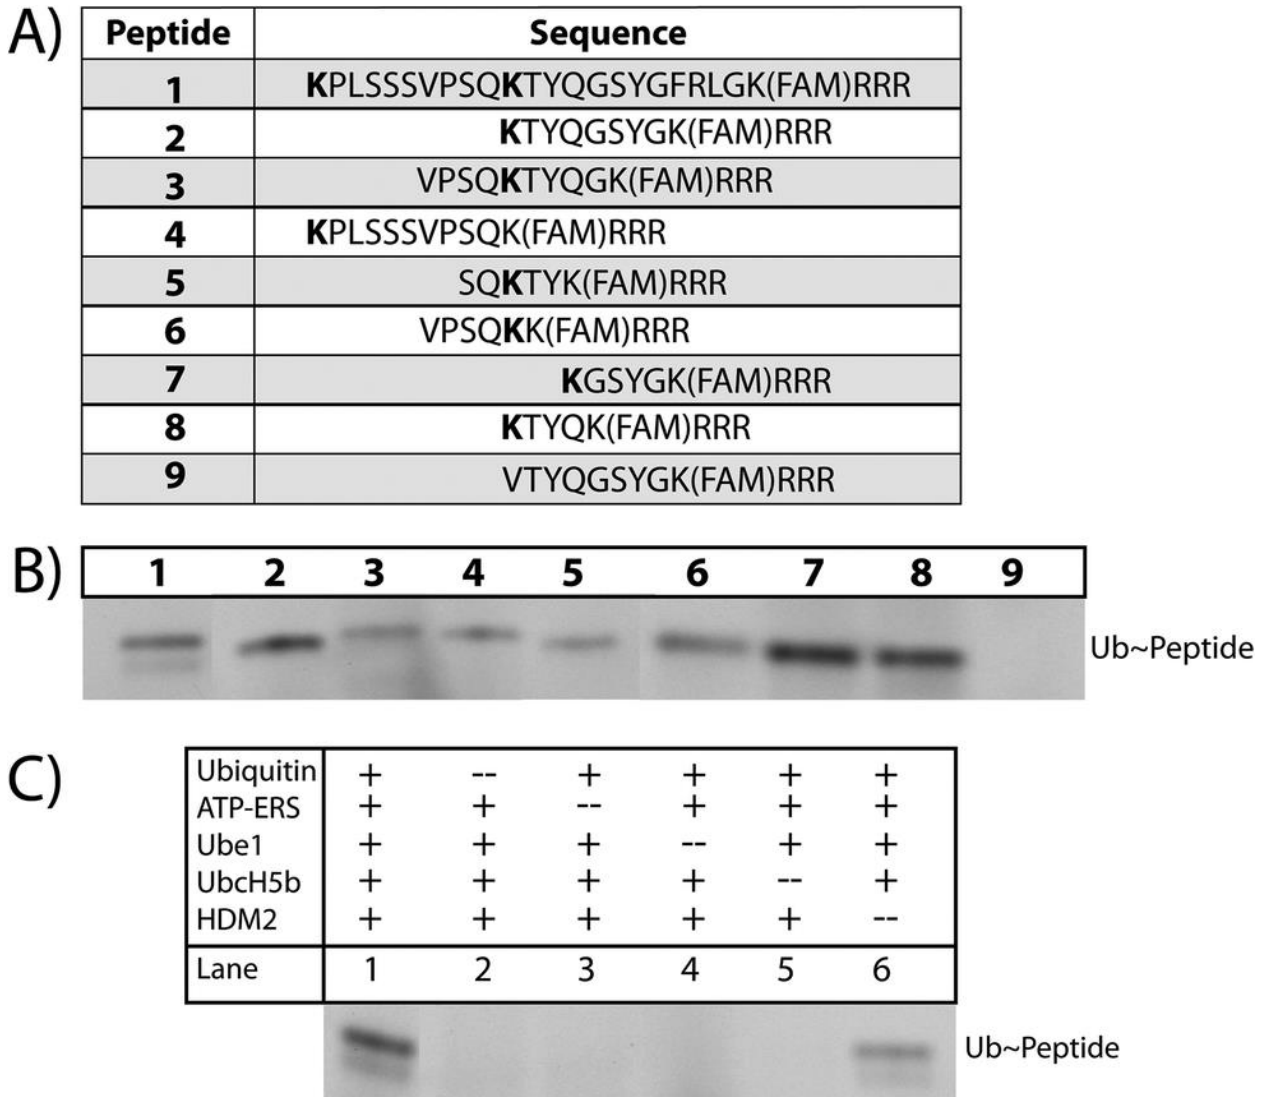 A)
Peptide Sequence
1 KPLSSSVPSQKTYQGSYGFRLGK(FAM)RRR
2 KTYQGSYGK(FAM)RRR
3 VPSQKTYQGK(FAM)RRR
4 KPLSSSVPSQK(FAM)RRR
5 SQKTYK(FAM)RRR
6 VPSQKK(FAM)RRR
7 KGSYGK(FAM)RRR
8 KTYQK(FAM)RRR
9 VTYQGSYGK(FAM)RRR
B) 1 2 3 4 5 6 7 8 9
Ub~Peptide
C)
Ubiquitin + -- + + + +
ATP-ERS + + -- + + +
Ube1 + + + -- + +
UbcH5b + + + + -- +
HDM2 + + + + + --
Lane 1 2 3 4 5 6
Ub~Peptide